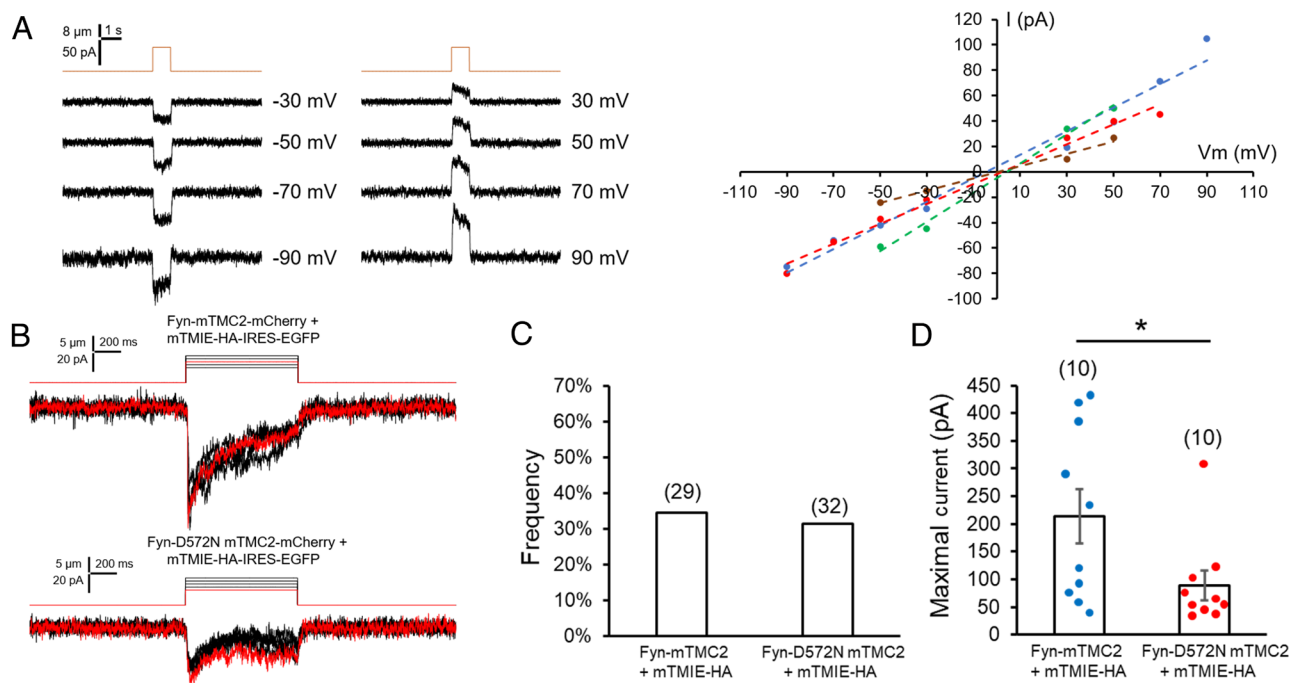 A
8 µm
1 s
50 pA
-30 mV
-50 mV
-70 mV
-90 mV
30 mV
50 mV
70 mV
90 mV
I (pA)
120
100
80
60
40
20
0
-20
-40
-60
-80
-100
Vm (mV)
-110 -90 -70 -50 -30 -10 10 30 50 70 90 110
B
Fyn-mTMC2-mCherry +
mTMIE-HA-IRES-EGFP
5 µm
200 ms
20 pA
Fyn-D572N mTMC2-mCherry +
mTMIE-HA-IRES-EGFP
5 µm
200 ms
20 pA
C
Frequency
70%
60%
50%
40%
30%
20%
10%
0%
(29)
(32)
Fyn-mTMC2
+ mTMIE-HA
Fyn-D572N mTMC2
+ mTMIE-HA
D
*
Maximal current (pA)
450
400
350
300
250
200
150
100
50
0
(10)
(10)
Fyn-mTMC2
+ mTMIE-HA
Fyn-D572N mTMC2
+ mTMIE-HA